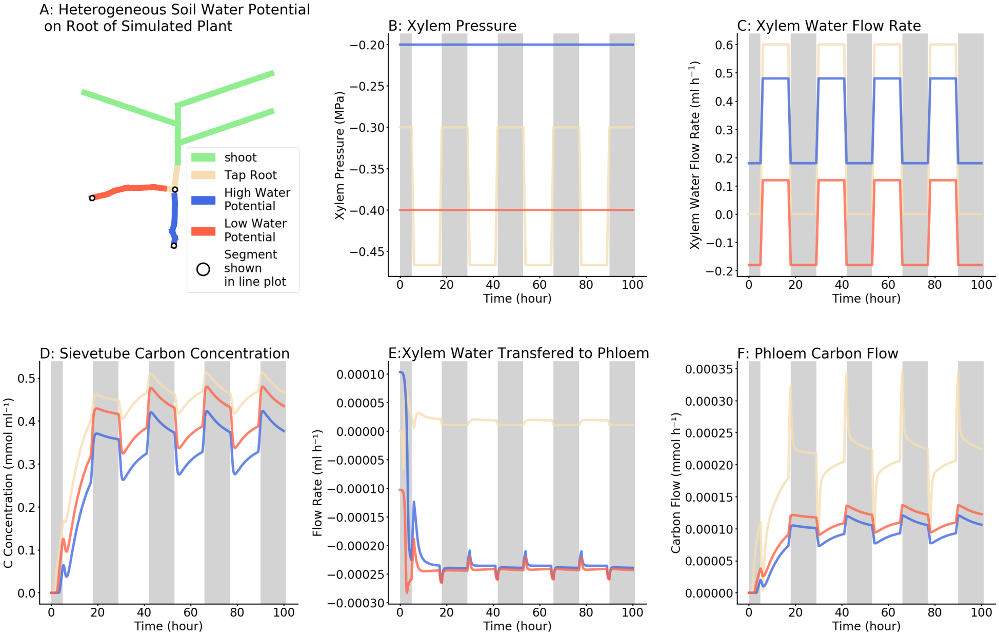 A: Heterogeneous Soil Water Potential
on Root of Simulated Plant
shoot
Tap Root
High Water
Potential
Low Water
Potential
Segment
shown
in line plot
B: Xylem Pressure
−0.20
−0.25
−0.30
−0.35
−0.40
−0.45
Xylem Pressure (MPa)
0 20 40 60 80 100
Time (hour)
C: Xylem Water Flow Rate
0.6
0.5
0.4
0.3
0.2
0.1
0.0
−0.1
−0.2
Xylem Water Flow Rate (ml h⁻¹)
0 20 40 60 80 100
Time (hour)
D: Sievetube Carbon Concentration
0.5
0.4
0.3
0.2
0.1
0.0
C Concentration (mmol ml⁻¹)
0 20 40 60 80 100
Time (hour)
E:Xylem Water Transfered to Phloem
0.00010
0.00005
0.00000
−0.00005
−0.00010
−0.00015
−0.00020
−0.00025
−0.00030
Flow Rate (ml h⁻¹)
0 20 40 60 80 100
Time (hour)
F: Phloem Carbon Flow
0.00035
0.00030
0.00025
0.00020
0.00015
0.00010
0.00005
0.00000
Carbon Flow (mmol h⁻¹)
0 20 40 60 80 100
Time (hour)